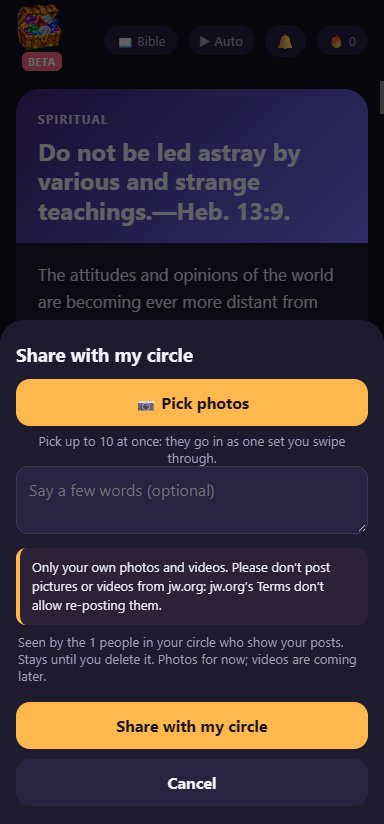 BETA
Bible
Auto
0
SPIRITUAL
Do not be led astray by
various and strange
teachings.—Heb. 13:9.
The attitudes and opinions of the world
are becoming ever more distant from
Share with my circle
Pick photos
Pick up to 10 at once: they go in as one set you swipe
through.
Say a few words (optional)
Only your own photos and videos. Please don’t post
pictures or videos from jw.org: jw.org’s Terms don’t
allow re-posting them.
Seen by the 1 people in your circle who show your posts.
Stays until you delete it. Photos for now; videos are coming
later.
Share with my circle
Cancel